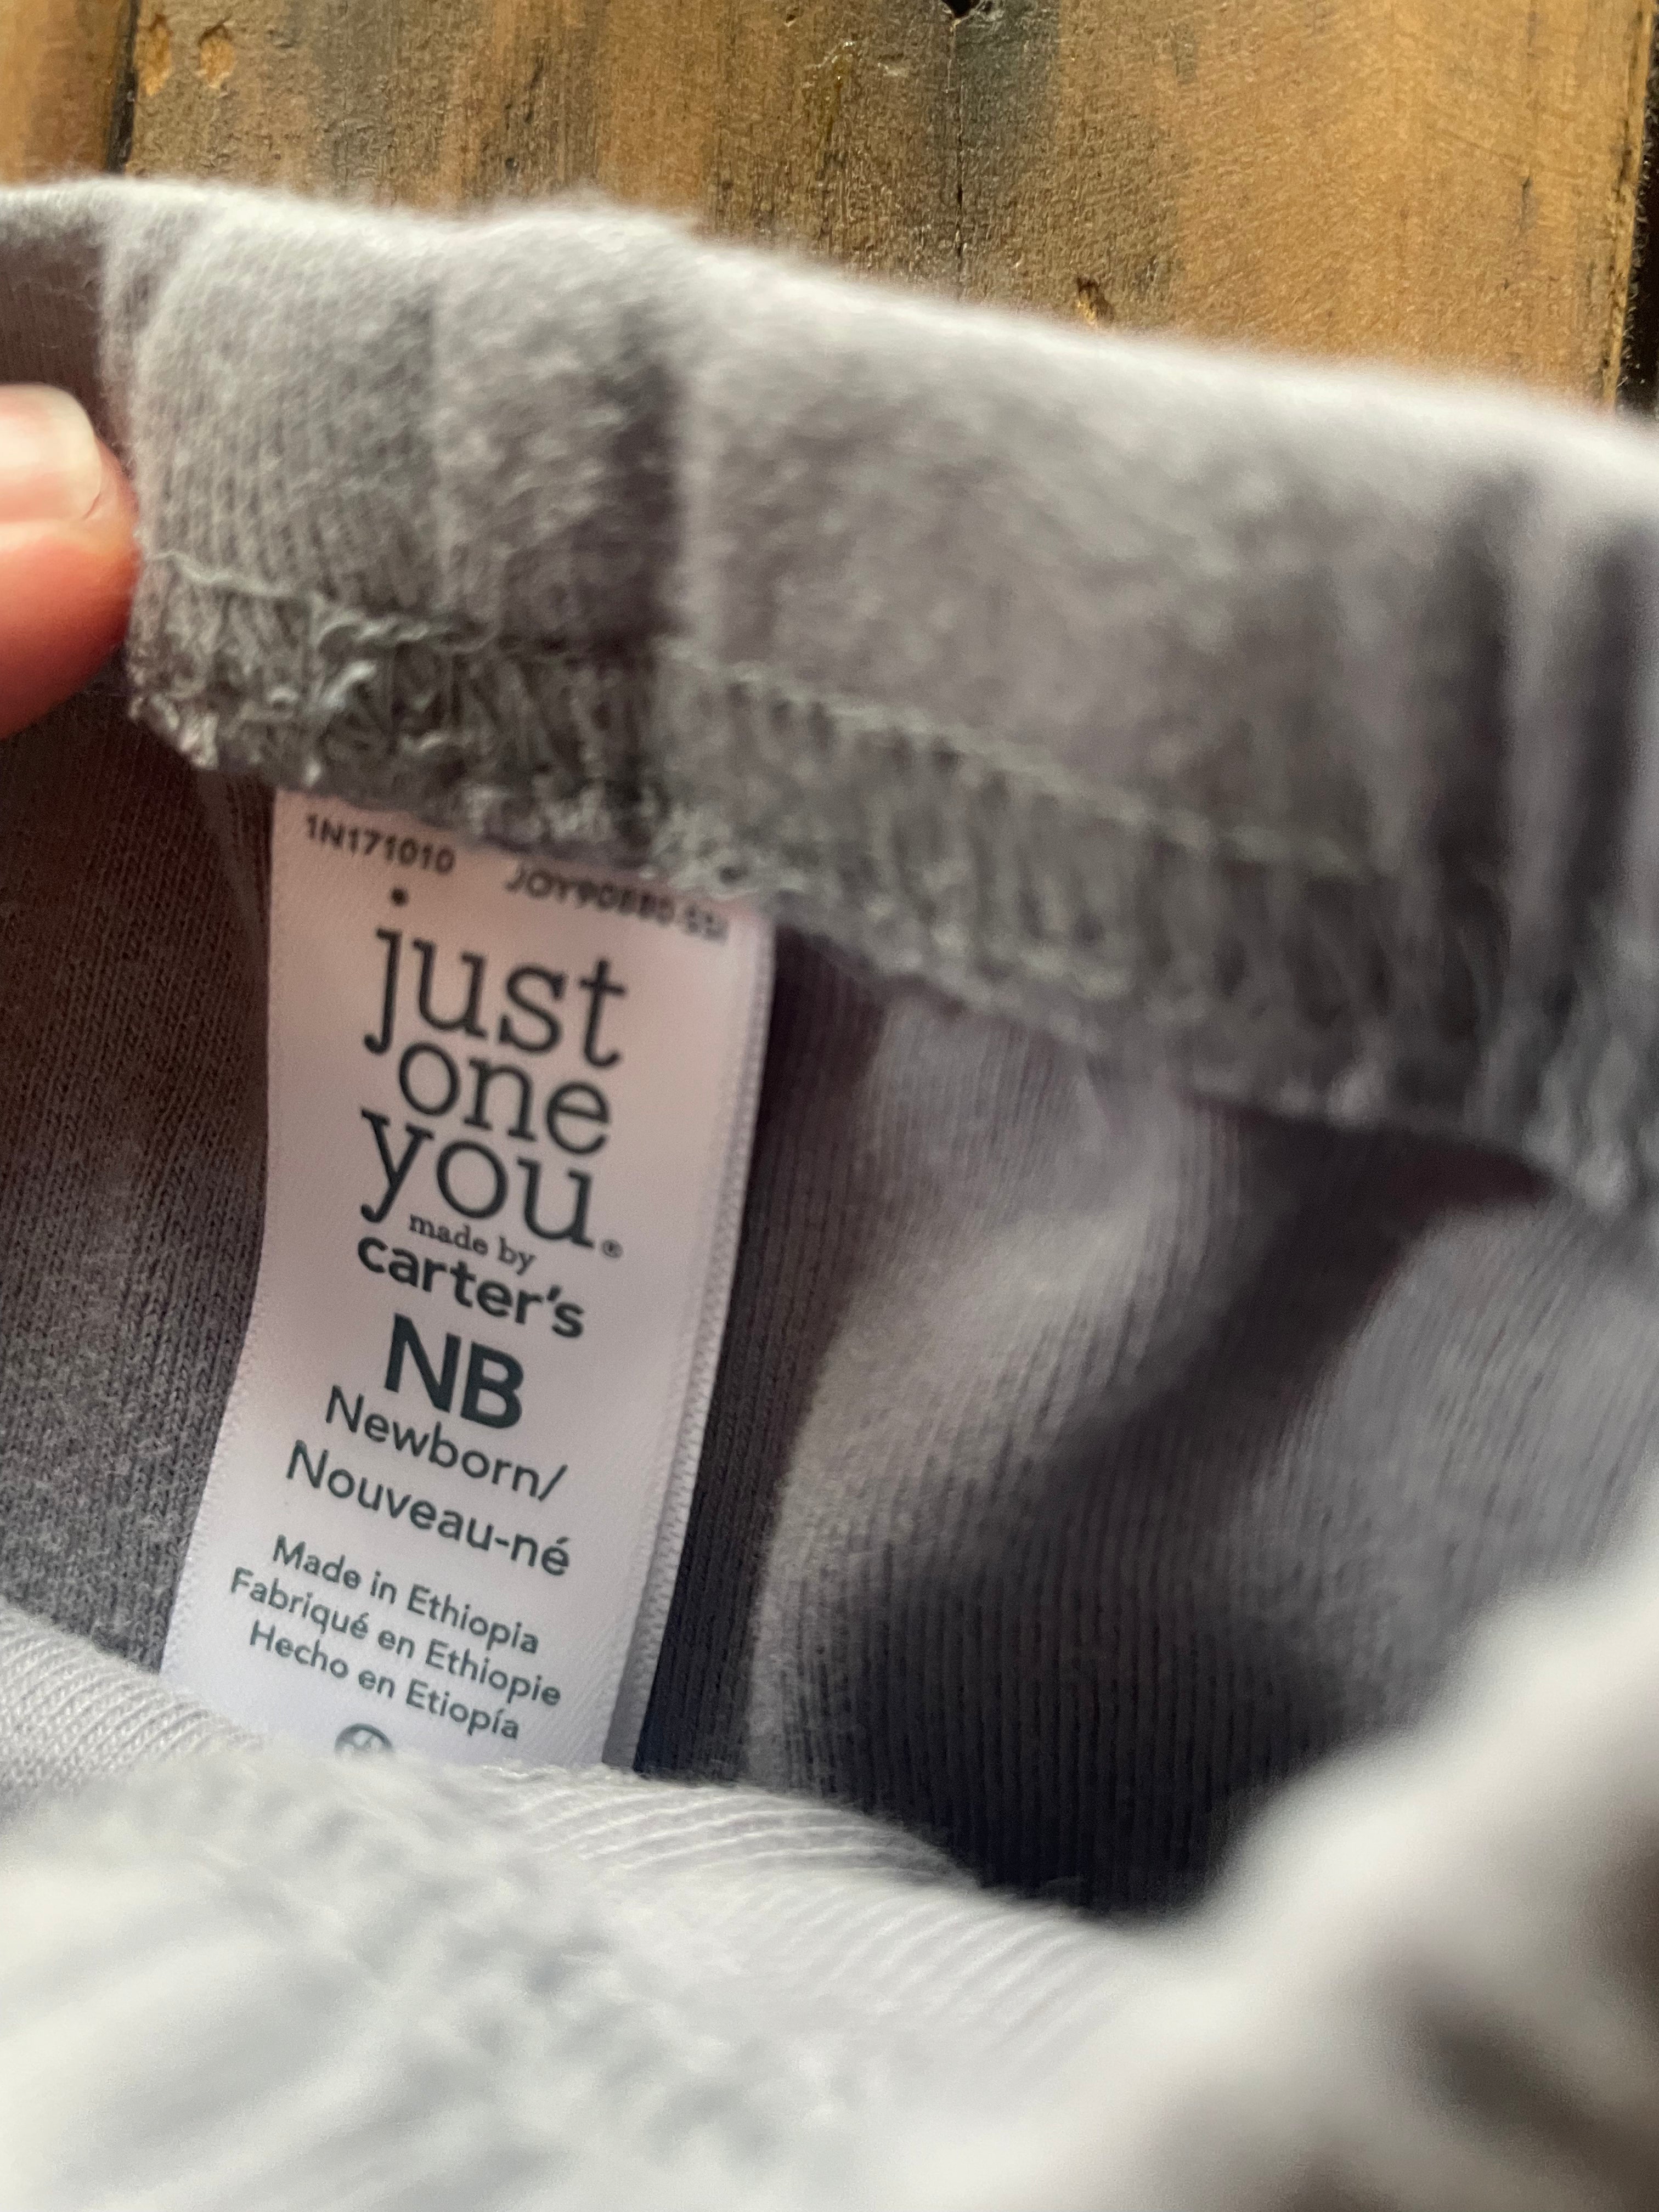 1N171010
just
one
you®
made by
carter's
NB
Newborn/
Nouveau-né
Made in Ethiopia
Fabriqué en Ethiopie
Hecho en Etiopía